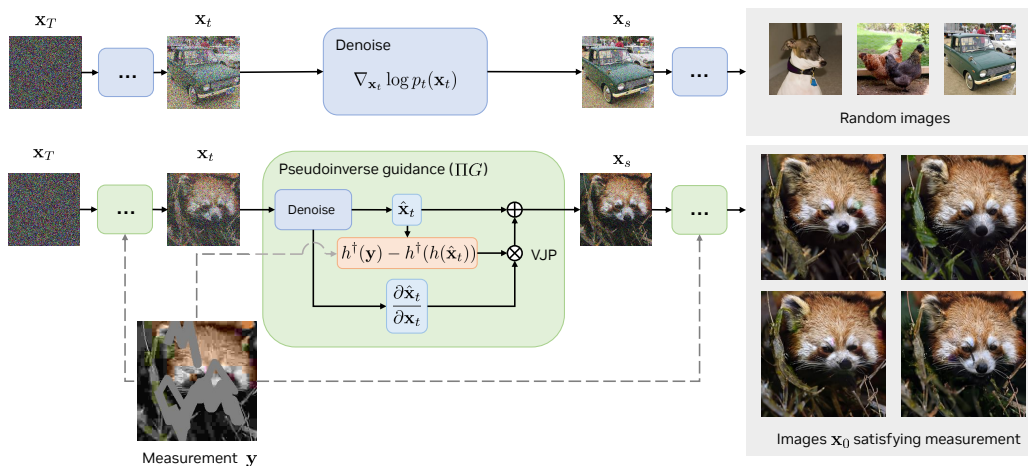 𝐱_T
𝐱_t
𝐱_s
...
Denoise
∇_{𝐱_t} log p_t(𝐱_t)
...
Random images
𝐱_T
𝐱_t
𝐱_s
...
Pseudoinverse guidance (ΠG)
Denoise
𝐱̂_t
⊕
h†(𝐲) − h†(h(𝐱̂_t))
⊗
VJP
∂𝐱̂_t
∂𝐱_t
...
Measurement 𝐲
Images 𝐱_0 satisfying measurement